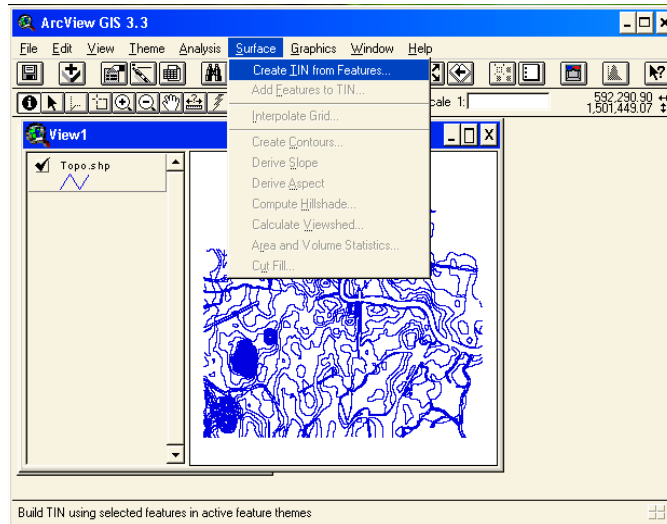 ArcView GIS 3.3
File Edit View Theme Analysis Surface Graphics Window Help
Create TIN from Features...
Add Features to TIN...
Interpolate Grid...
Create Contours...
Derive Slope
Derive Aspect
Compute Hillshade...
Calculate Viewshed...
Area and Volume Statistics...
Cut Fill...
cale 1:
592,290.90
1,501,449.07
View1
Topo.shp
Build TIN using selected features in active feature themes